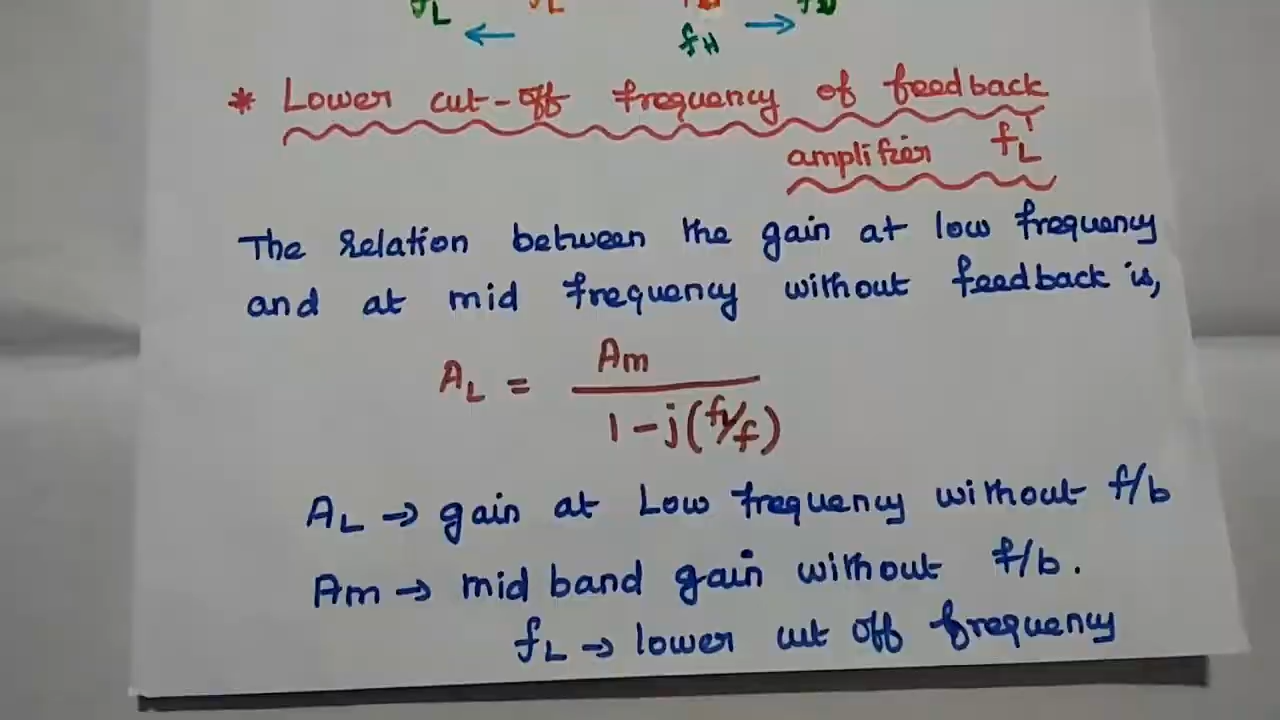 fL fL fH
* Lower cut-off frequency of feedback
amplifier fL'
The relation between the gain at low frequency
and at mid frequency without feedback is,
AL = Am / 1 - j(fL/f)
AL → gain at Low frequency without f/b
Am → mid band gain without f/b.
fL → lower cut off frequency